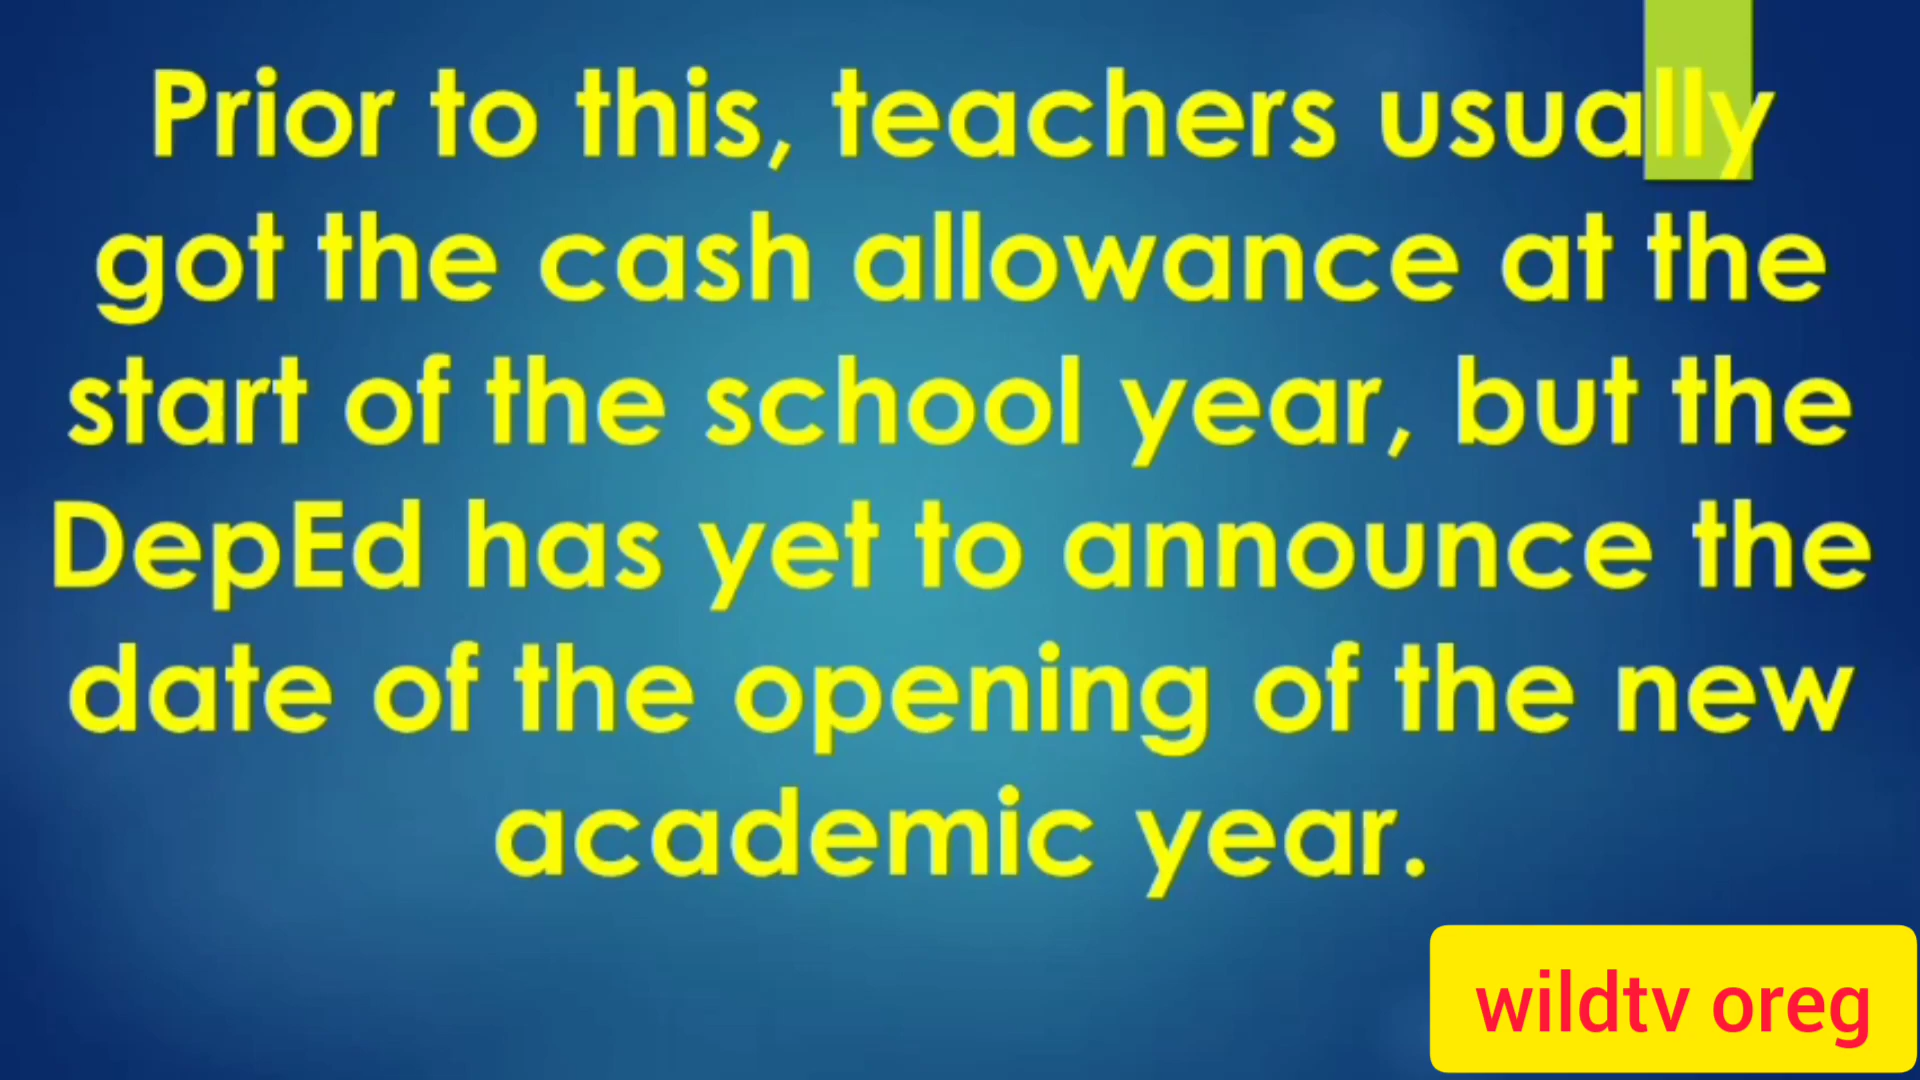 Prior to this, teachers usually
got the cash allowance at the
start of the school year, but the
DepEd has yet to announce the
date of the opening of the new
academic year.
wildtv oreg